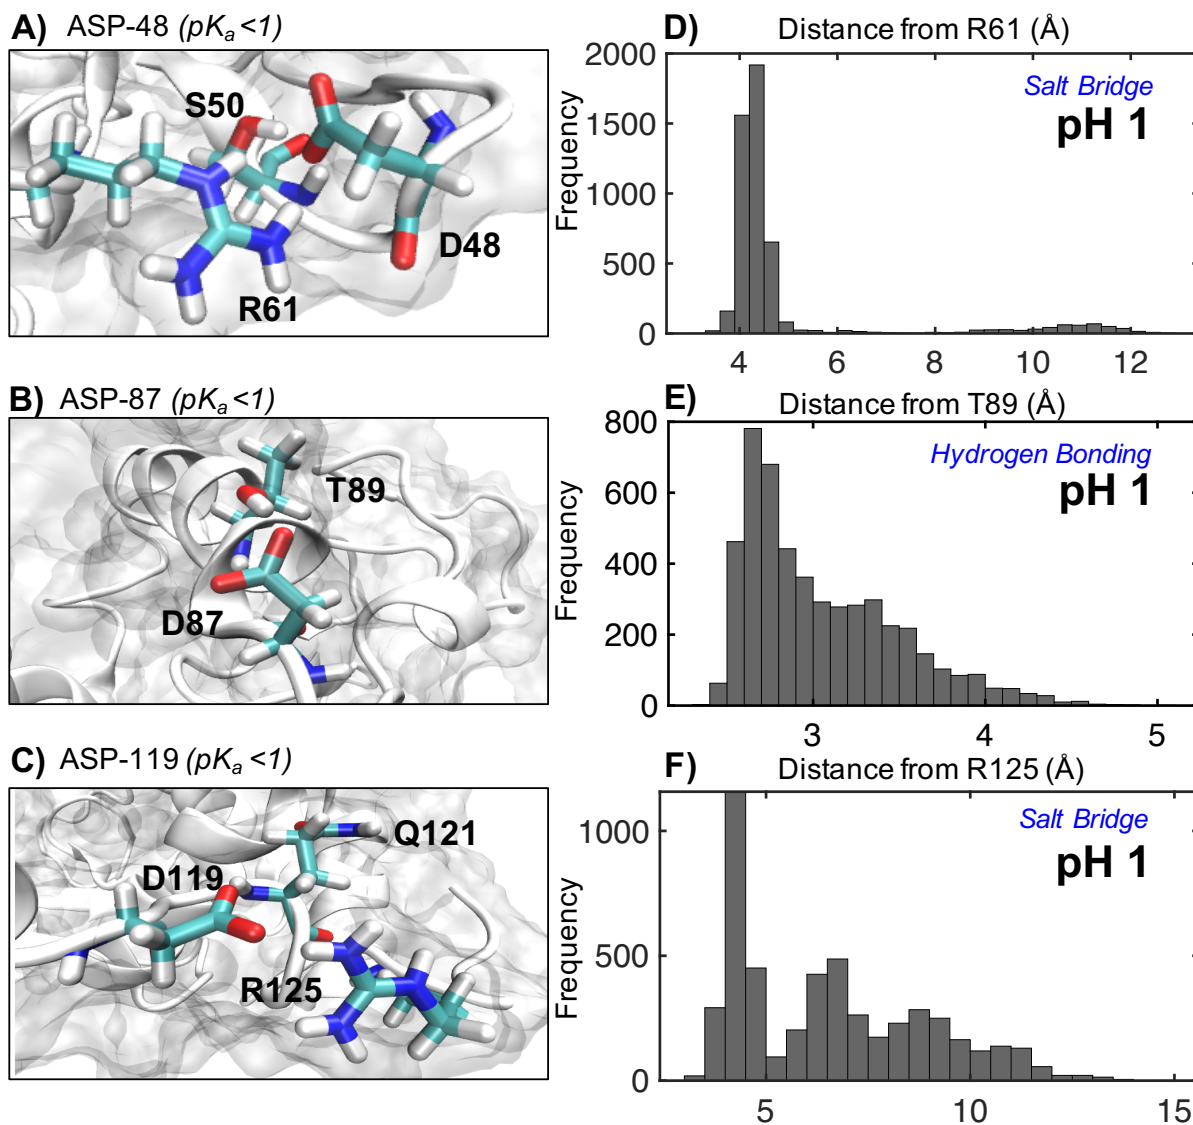 A) ASP-48 (pKa <1)
S50
D48
R61
D) Distance from R61 (Å)
Salt Bridge
pH 1
Frequency
2000
1500
1000
500
0
4 6 8 10 12
B) ASP-87 (pKa <1)
T89
D87
E) Distance from T89 (Å)
Hydrogen Bonding
pH 1
Frequency
800
600
400
200
0
3 4 5
C) ASP-119 (pKa <1)
Q121
D119
R125
F) Distance from R125 (Å)
Salt Bridge
pH 1
Frequency
1000
500
0
5 10 15